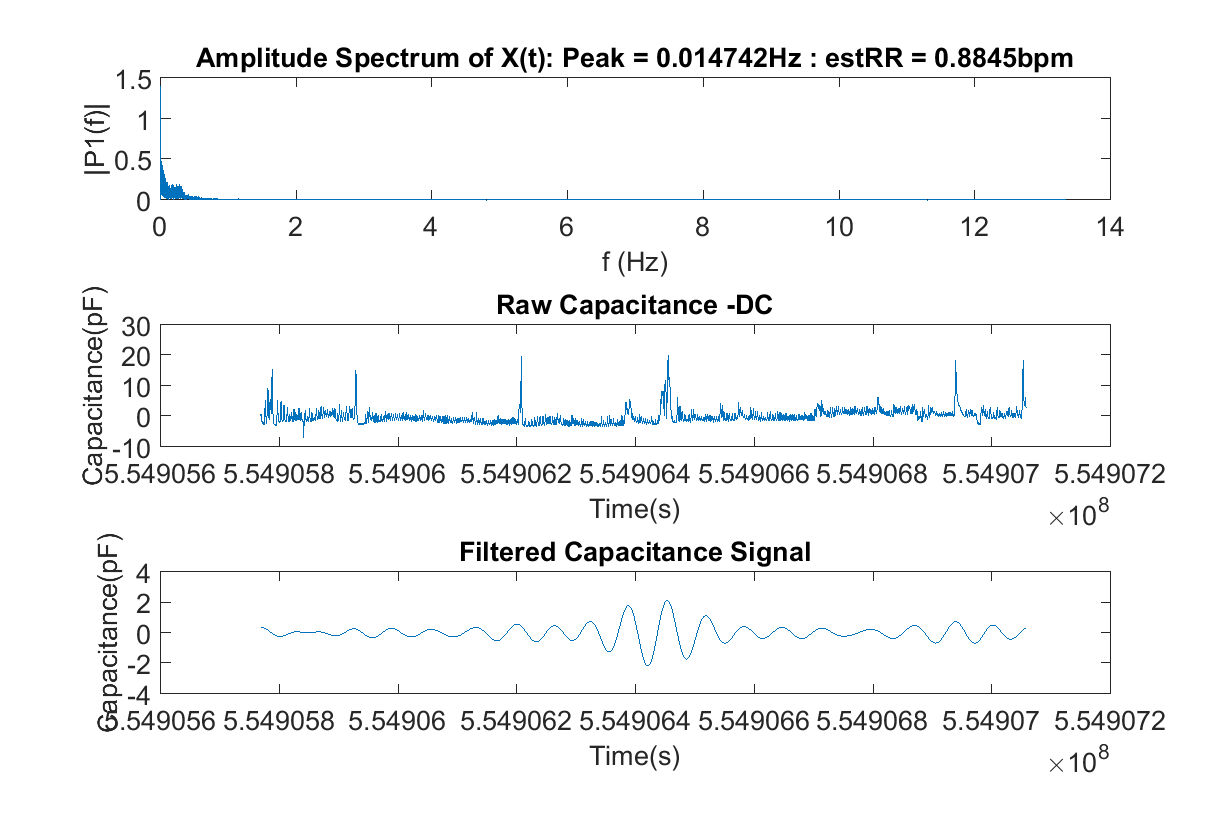 Amplitude Spectrum of X(t): Peak = 0.014742Hz : estRR = 0.8845bpm
|P1(f)|
1.5
1
0.5
0
0 2 4 6 8 10 12 14
f (Hz)
Raw Capacitance -DC
Capacitance(pF)
30
20
10
0
-10
5.549056 5.549058 5.54906 5.549062 5.549064 5.549066 5.549068 5.54907 5.549072
Time(s)
×10^8
Filtered Capacitance Signal
Capacitance(pF)
4
2
0
-2
-4
5.549056 5.549058 5.54906 5.549062 5.549064 5.549066 5.549068 5.54907 5.549072
Time(s)
×10^8